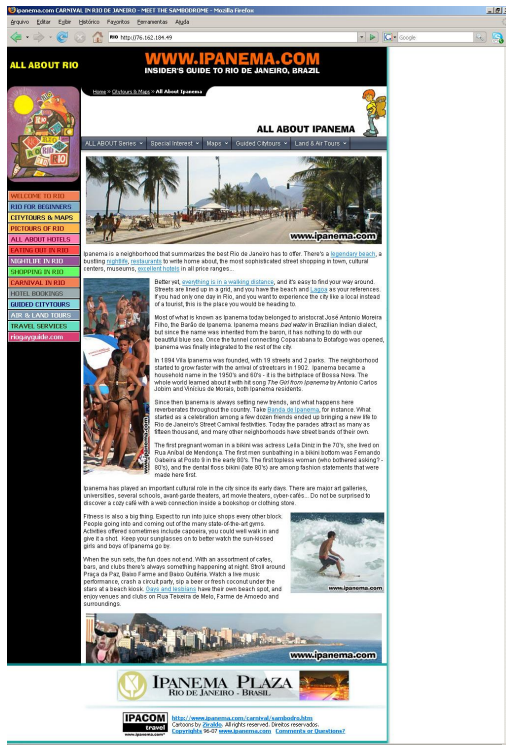 ipanema.com CARNIVAL IN RIO DE JANEIRO - MEET THE SAMBODROME - Mozilla Firefox
Arquivo Editar Exibir Histórico Favoritos Ferramentas Ajuda
RIO http://76.162.184.49
Google
ALL ABOUT RIO
WWW.IPANEMA.COM
INSIDER'S GUIDE TO RIO DE JANEIRO, BRAZIL
Home » Citytours & Maps » All About Ipanema
ALL ABOUT IPANEMA
ALL ABOUT Series Special Interest Maps Guided Citytours Land & Air Tours
www.ipanema.com
WELCOME TO RIO
RIO FOR BEGINNERS
CITYTOURS & MAPS
PICTOURS OF RIO
ALL ABOUT HOTELS
EATING OUT IN RIO
NIGHTLIFE IN RIO
SHOPPING IN RIO
CARNIVAL IN RIO
HOTEL BOOKINGS
GUIDED CITYTOURS
AIR & LAND TOURS
TRAVEL SERVICES
riogayguide.com
Ipanema is a neighborhood that summarizes the best Rio de Janeiro has to offer. There's a legendary beach, a
bustling nightlife, restaurants to write home about, the most sophisticated street shopping in town, cultural
centers, museums, excellent hotels in all price ranges...
Better yet, everything is in a walking distance, and it's easy to find your way around.
Streets are lined up in a grid, and you have the beach and Lagoa as your references.
If you had only one day in Rio, and you want to experience the city like a local instead
of a tourist, this is the place you would be heading to.
Most of what is known as Ipanema today belonged to aristocrat José Antonio Moreira
Filho, the Barão de Ipanema. Ipanema means bad water in Brazilian Indian dialect,
but since the name was inherited from the baron, it has nothing to do with our
beautiful blue sea. Once the tunnel connecting Copacabana to Botafogo was opened,
Ipanema was finally integrated to the rest of the city.
In 1894 Vila Ipanema was founded, with 19 streets and 2 parks. The neighborhood
started to grow faster with the arrival of streetcars in 1902. Ipanema became a
household name in the 1950's and 60's - it is the birthplace of Bossa Nova. The
whole world learned about it with hit song The Girl from Ipanema by Antonio Carlos
Jobim and Vinicius de Morais, both Ipanema residents.
Since then Ipanema is always setting new trends, and what happens here
reverberates throughout the country. Take Banda de Ipanema, for instance. What
started as a celebration among a few dozen friends ended up bringing a new life to
Rio de Janeiro's Street Carnival festivities. Today the parades attract as many as
fifteen thousand, and many other neighborhoods have street bands of their own.
The first pregnant woman in a bikini was actress Leila Diniz in the 70's, she lived on
Rua Anibal de Mendonça. The first men sunbathing in a bikini bottom was Fernando
Gabeira at Posto 9 in the early 80's. The first topless woman (who bothered asking? -
80's), and the dental floss bikini (late 80's) are among fashion statements that were
made here first.
www.ipanema.com
Ipanema has played an important cultural role in the city since its early days. There are major art galleries,
universities, several schools, avant-garde theaters, art movie theaters, cyber-cafés... Do not be surprised to
discover a cozy café with a web connection inside a bookshop or clothing store.
Fitness is also a big thing. Expect to run into juice shops every other block.
People going into and coming out of the many state-of-the-art gyms.
Activities offered sometimes include capoeira, you could well walk in and
give it a shot. Keep your sunglasses on to better watch the sun-kissed
girls and boys of Ipanema go by.
When the sun sets, the fun does not end. With an assortment of cafes,
bars, and clubs there's always something happening at night. Stroll around
Praça da Paz, Baixo Farme and Baixo Quitéria. Watch a live music
performance, crash a circuit party, sip a beer or fresh coconut under the
stars at a beach kiosk. Gays and lesbians have their own beach spot, and
enjoy venues and clubs on Rua Teixeira de Melo, Farme de Amoedo and
surroundings.
www.ipanema.com
www.ipanema.com
IPANEMA PLAZA
RIO DE JANEIRO - BRASIL
IPACOM
travel
www.ipanema.com
http://www.ipanema.com/carnival/sambodro.htm
Cartoons by Ziraldo. All rights reserved. Direitos reservados.
Copyrights 96-07 www.ipanema.com Comments or Questions?